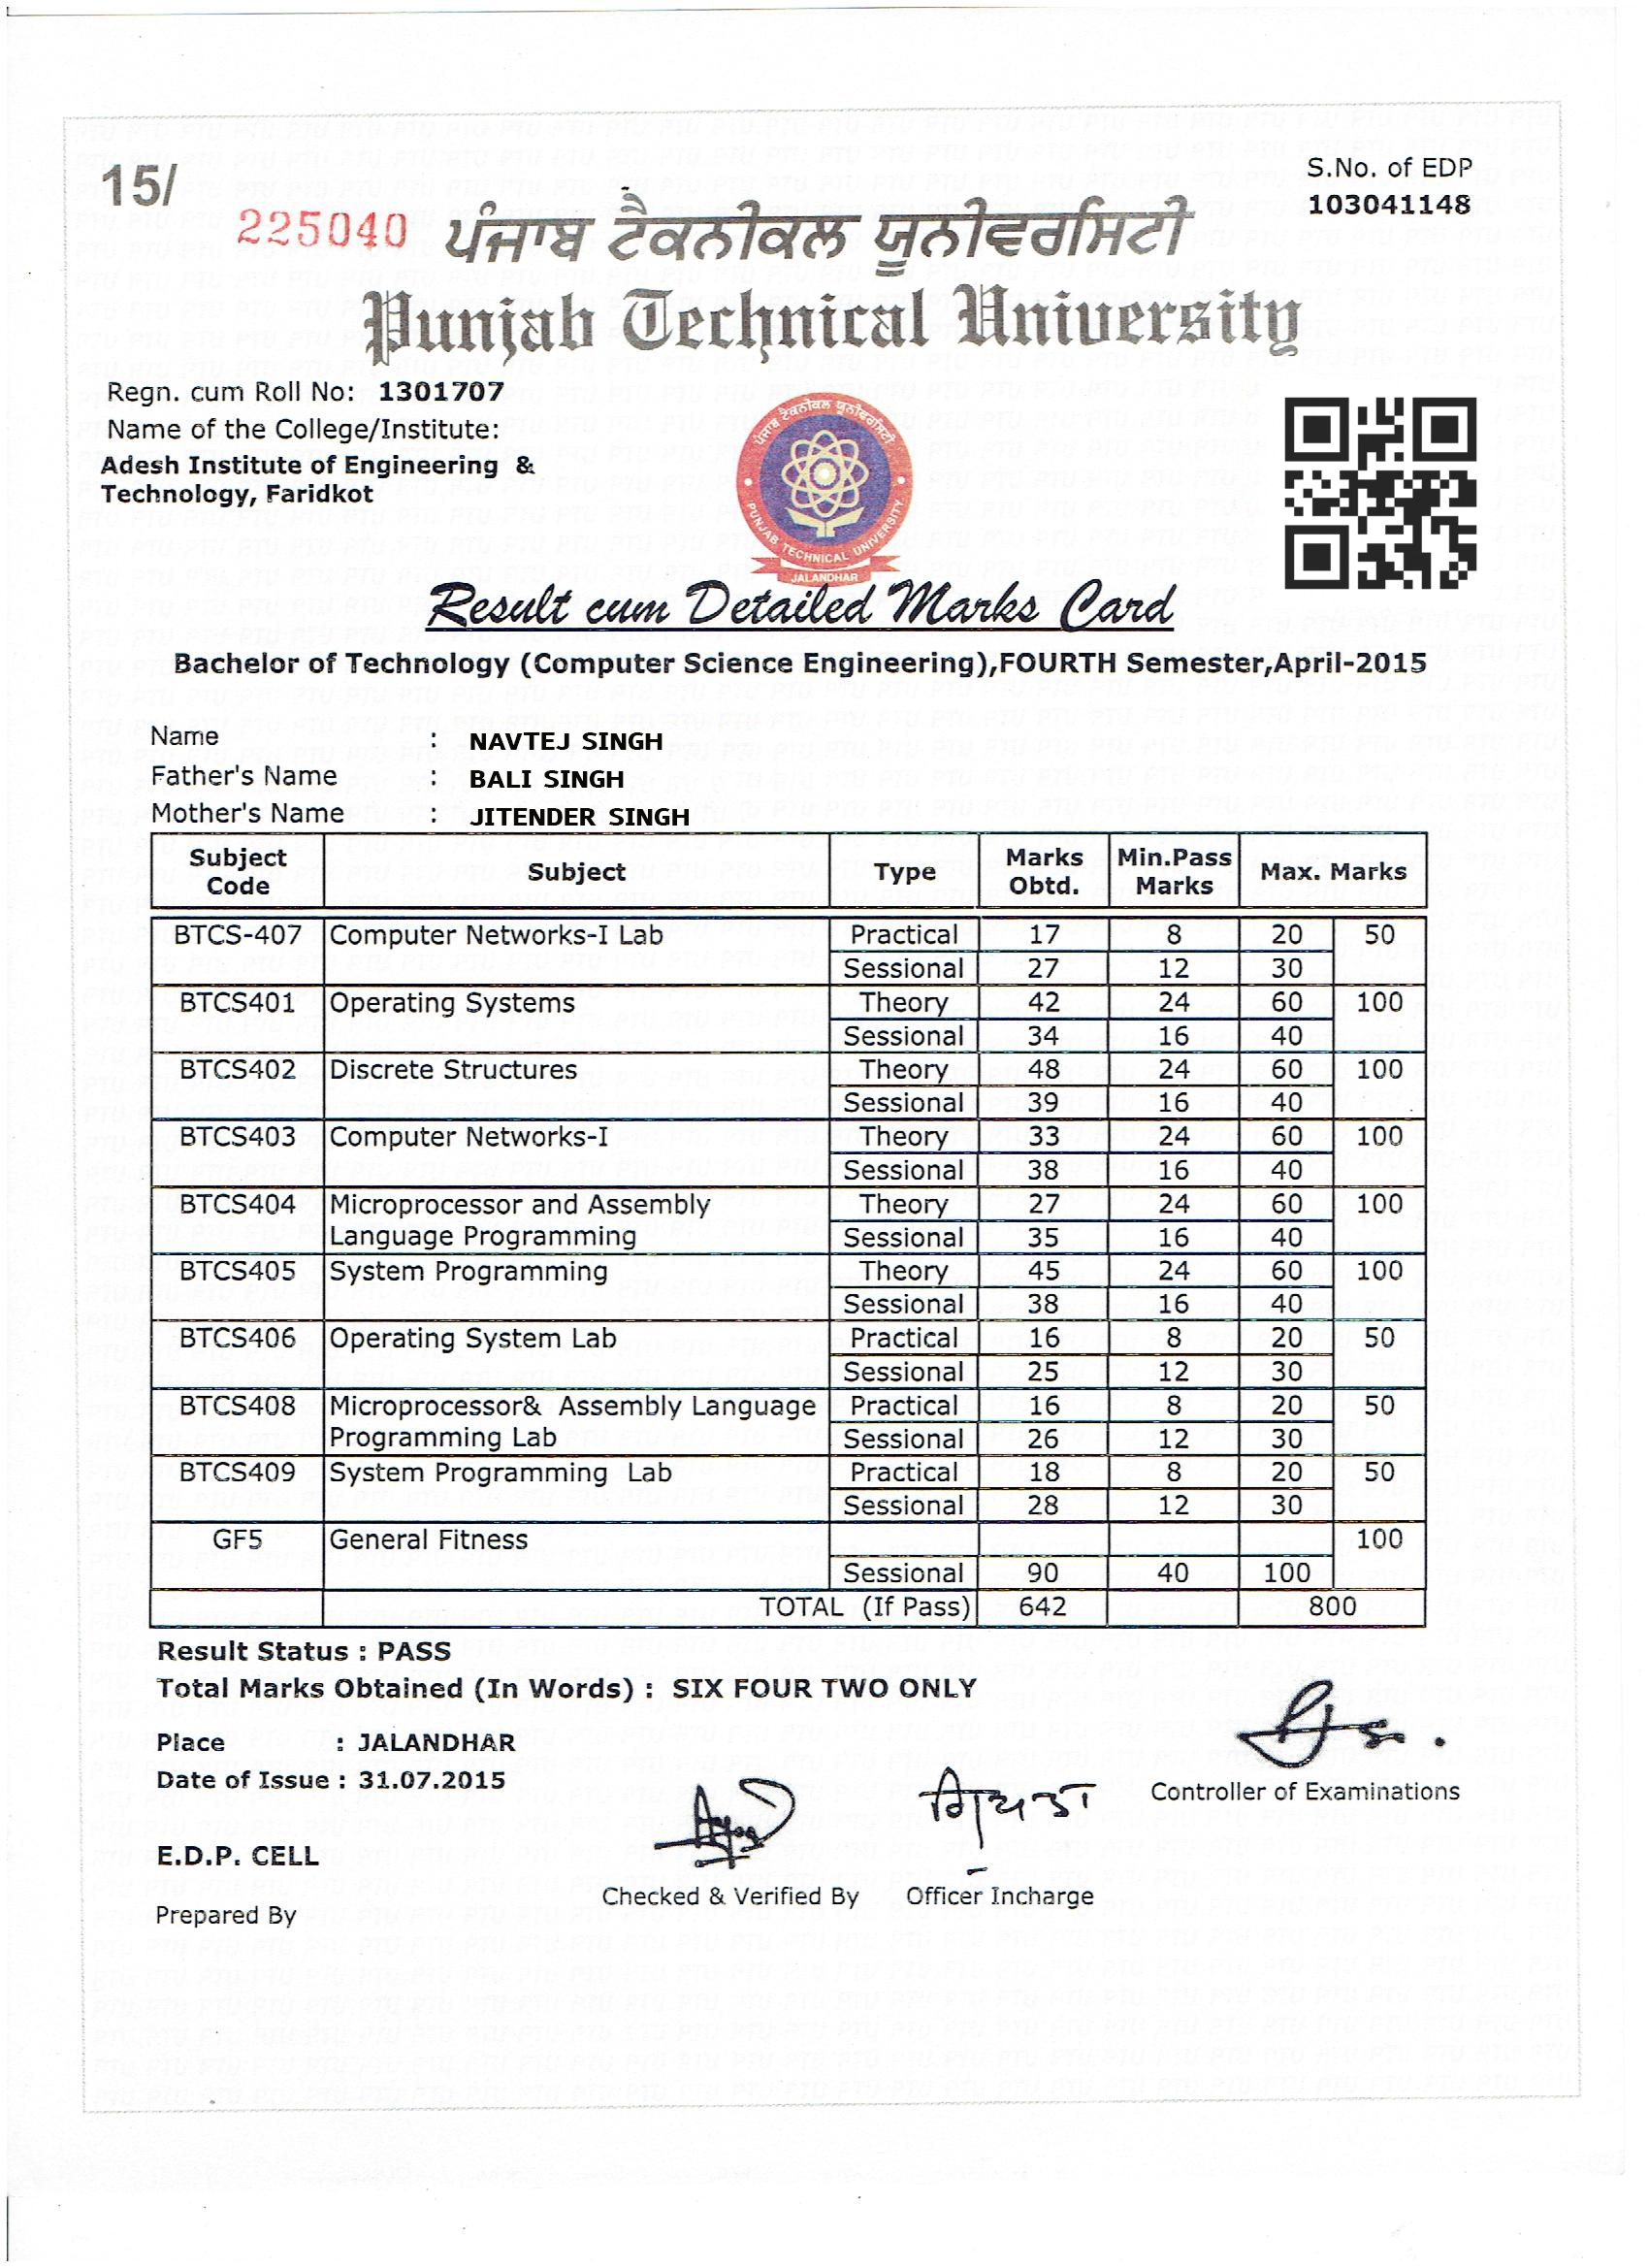 15/
225040
S.No. of EDP
103041148
ਪੰਜਾਬ ਟੈਕਨੀਕਲ ਯੂਨੀਵਰਸਿਟੀ
Punjab Technical University
Regn. cum Roll No: 1301707
Name of the College/Institute:
Adesh Institute of Engineering &
Technology, Faridkot
ਪੰਜਾਬ ਟੈਕਨੀਕਲ ਯੂਨੀਵਰਸਿਟੀ
PUNJAB TECHNICAL UNIVERSITY
JALANDHAR
Result cum Detailed Marks Card
Bachelor of Technology (Computer Science Engineering),FOURTH Semester,April-2015
Name : NAVTEJ SINGH
Father's Name : BALI SINGH
Mother's Name : JITENDER SINGH
Subject Code Subject Type Marks Obtd. Min.Pass Marks Max. Marks
BTCS-407 Computer Networks-I Lab Practical 17 8 20 50
Sessional 27 12 30
BTCS401 Operating Systems Theory 42 24 60 100
Sessional 34 16 40
BTCS402 Discrete Structures Theory 48 24 60 100
Sessional 39 16 40
BTCS403 Computer Networks-I Theory 33 24 60 100
Sessional 38 16 40
BTCS404 Microprocessor and Assembly Theory 27 24 60 100
Language Programming Sessional 35 16 40
BTCS405 System Programming Theory 45 24 60 100
Sessional 38 16 40
BTCS406 Operating System Lab Practical 16 8 20 50
Sessional 25 12 30
BTCS408 Microprocessor& Assembly Language Practical 16 8 20 50
Programming Lab Sessional 26 12 30
BTCS409 System Programming Lab Practical 18 8 20 50
Sessional 28 12 30
GF5 General Fitness 100
Sessional 90 40 100
TOTAL (If Pass) 642 800
Result Status : PASS
Total Marks Obtained (In Words) : SIX FOUR TWO ONLY
Place : JALANDHAR
Date of Issue : 31.07.2015
Controller of Examinations
E.D.P. CELL
Checked & Verified By Officer Incharge
Prepared By